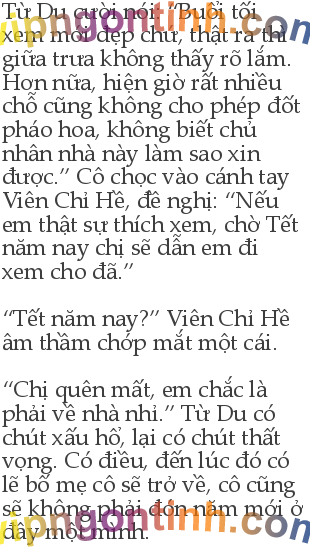 Từ Du cười nói: “Buổi tối
xem mới đẹp chứ, thật ra thì
giữa trưa không thấy rõ lắm.
Hơn nữa, hiện giờ rất nhiều
chỗ cũng không cho phép đốt
pháo hoa, không biết chủ
nhân nhà này làm sao xin
được.” Cô chọc vào cánh tay
Viên Chỉ Hề, đề nghị: “Nếu
em thật sự thích xem, chờ Tết
năm nay chị sẽ dẫn em đi
xem cho đã.”
“Tết năm nay?” Viên Chỉ Hề
âm thầm chớp mắt một cái.
“Chị quên mất, em chắc là
phải về nhà nhỉ.” Từ Du có
chút xấu hổ, lại có chút thất
vọng. Có điều, đến lúc đó có
lẽ bố mẹ cô sẽ trở về, cô cũng
sẽ không phải đón năm mới ở
đây một mình.
vipngontinh.com
vipngontinh.com